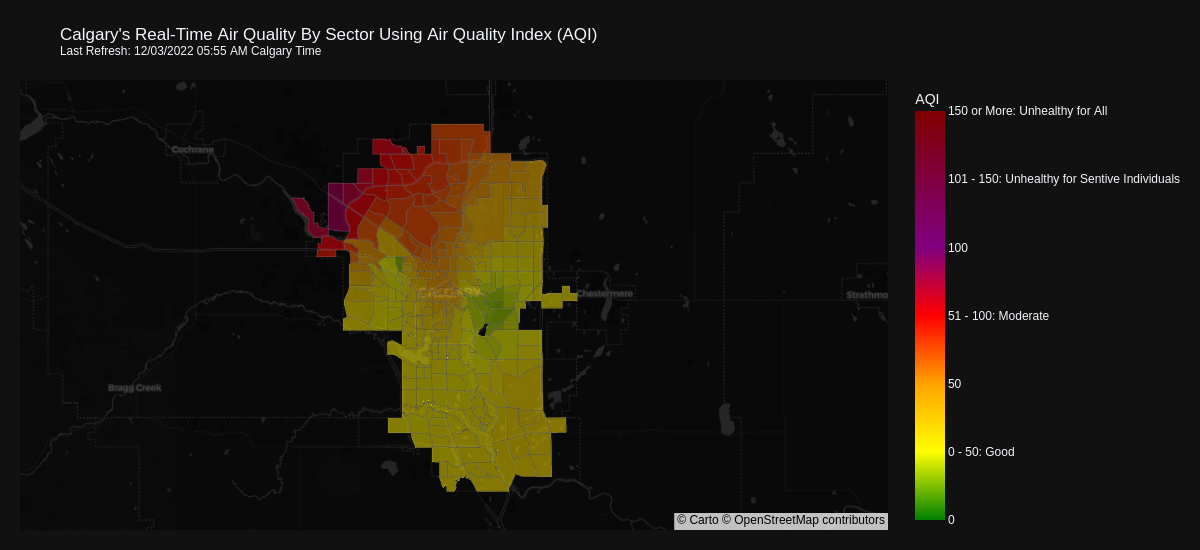 Calgary's Real-Time Air Quality By Sector Using Air Quality Index (AQI)
Last Refresh: 12/03/2022 05:55 AM Calgary Time
AQI
150 or More: Unhealthy for All
Cochrane
101 - 150: Unhealthy for Sentive Individuals
100
CALGARY
Chestermere
Strathmo
51 - 100: Moderate
50
Bragg Creek
0 - 50: Good
0
© Carto © OpenStreetMap contributors